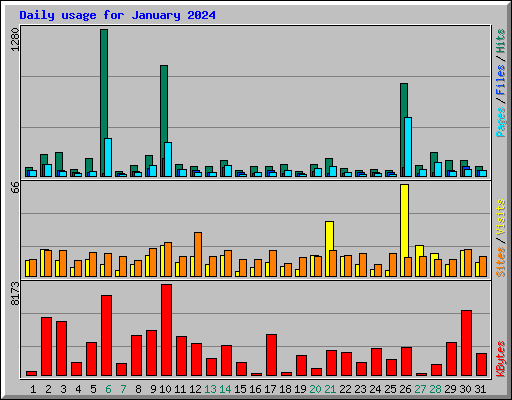 Daily usage for January 2024
1280
Pages / Files / Hits
66
Sites / Visits
8173
KBytes
1 2 3 4 5 6 7 8 9 10 11 12 13 14 15 16 17 18 19 20 21 22 23 24 25 26 27 28 29 30 31